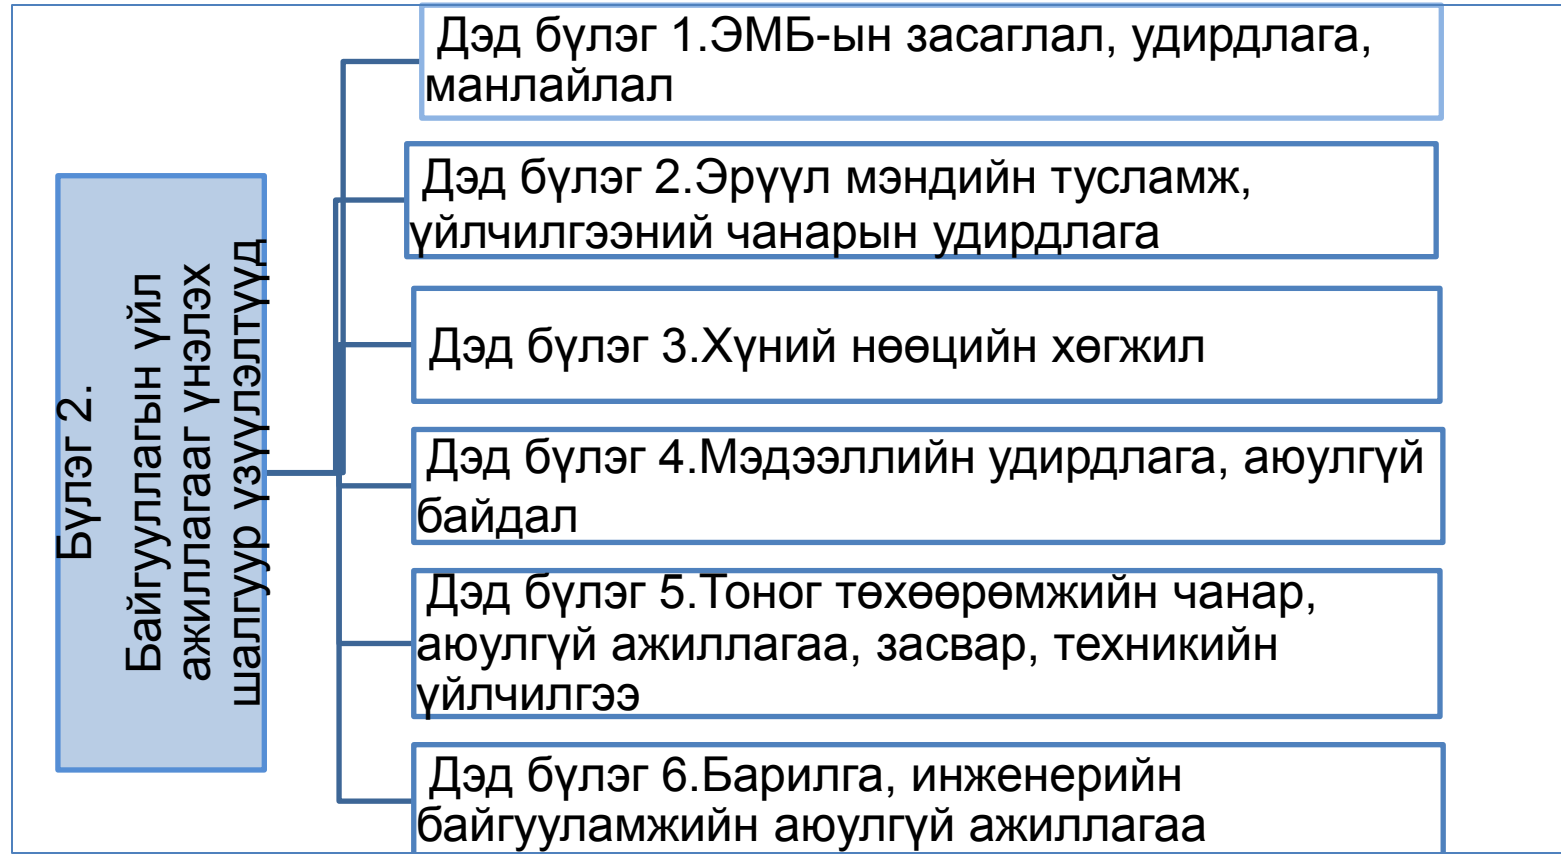 Бүлэг 2.
Байгууллагын үйл
ажиллагааг үнэлэх
шалгуур үзүүлэлтүүд
Дэд бүлэг 1.ЭМБ-ын засаглал, удирдлага,
манлайлал
Дэд бүлэг 2.Эрүүл мэндийн тусламж,
үйлчилгээний чанарын удирдлага
Дэд бүлэг 3.Хүний нөөцийн хөгжил
Дэд бүлэг 4.Мэдээллийн удирдлага, аюулгүй
байдал
Дэд бүлэг 5.Тоног төхөөрөмжийн чанар,
аюулгүй ажиллагаа, засвар, техникийн
үйлчилгээ
Дэд бүлэг 6.Барилга, инженерийн
байгууламжийн аюулгүй ажиллагаа